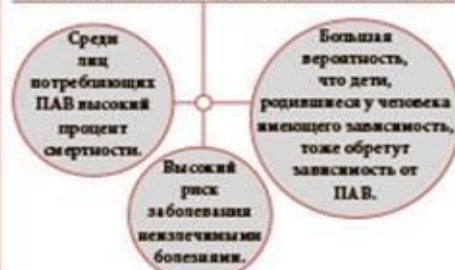 Среди
лиц
потребляющих
ПАВ высокий
процент
смертности.
Большая
вероятность,
что дети,
родившиеся у человека
имеющего зависимость,
тоже обретут
зависимость от
ПАВ.
Высокий
риск
заболевания
неизлечимыми
болезнями.